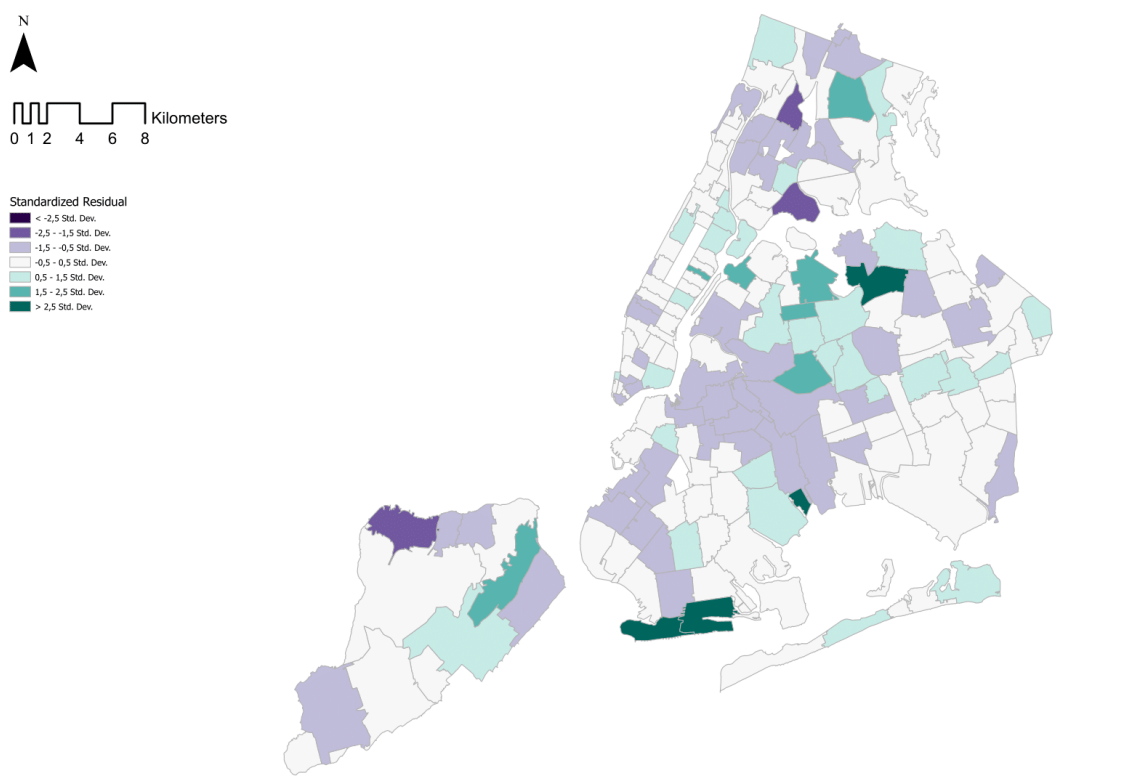 N
Kilometers
0 1 2 4 6 8
Standardized Residual
< -2,5 Std. Dev.
-2,5 - -1,5 Std. Dev.
-1,5 - -0,5 Std. Dev.
-0,5 - 0,5 Std. Dev.
0,5 - 1,5 Std. Dev.
1,5 - 2,5 Std. Dev.
> 2,5 Std. Dev.